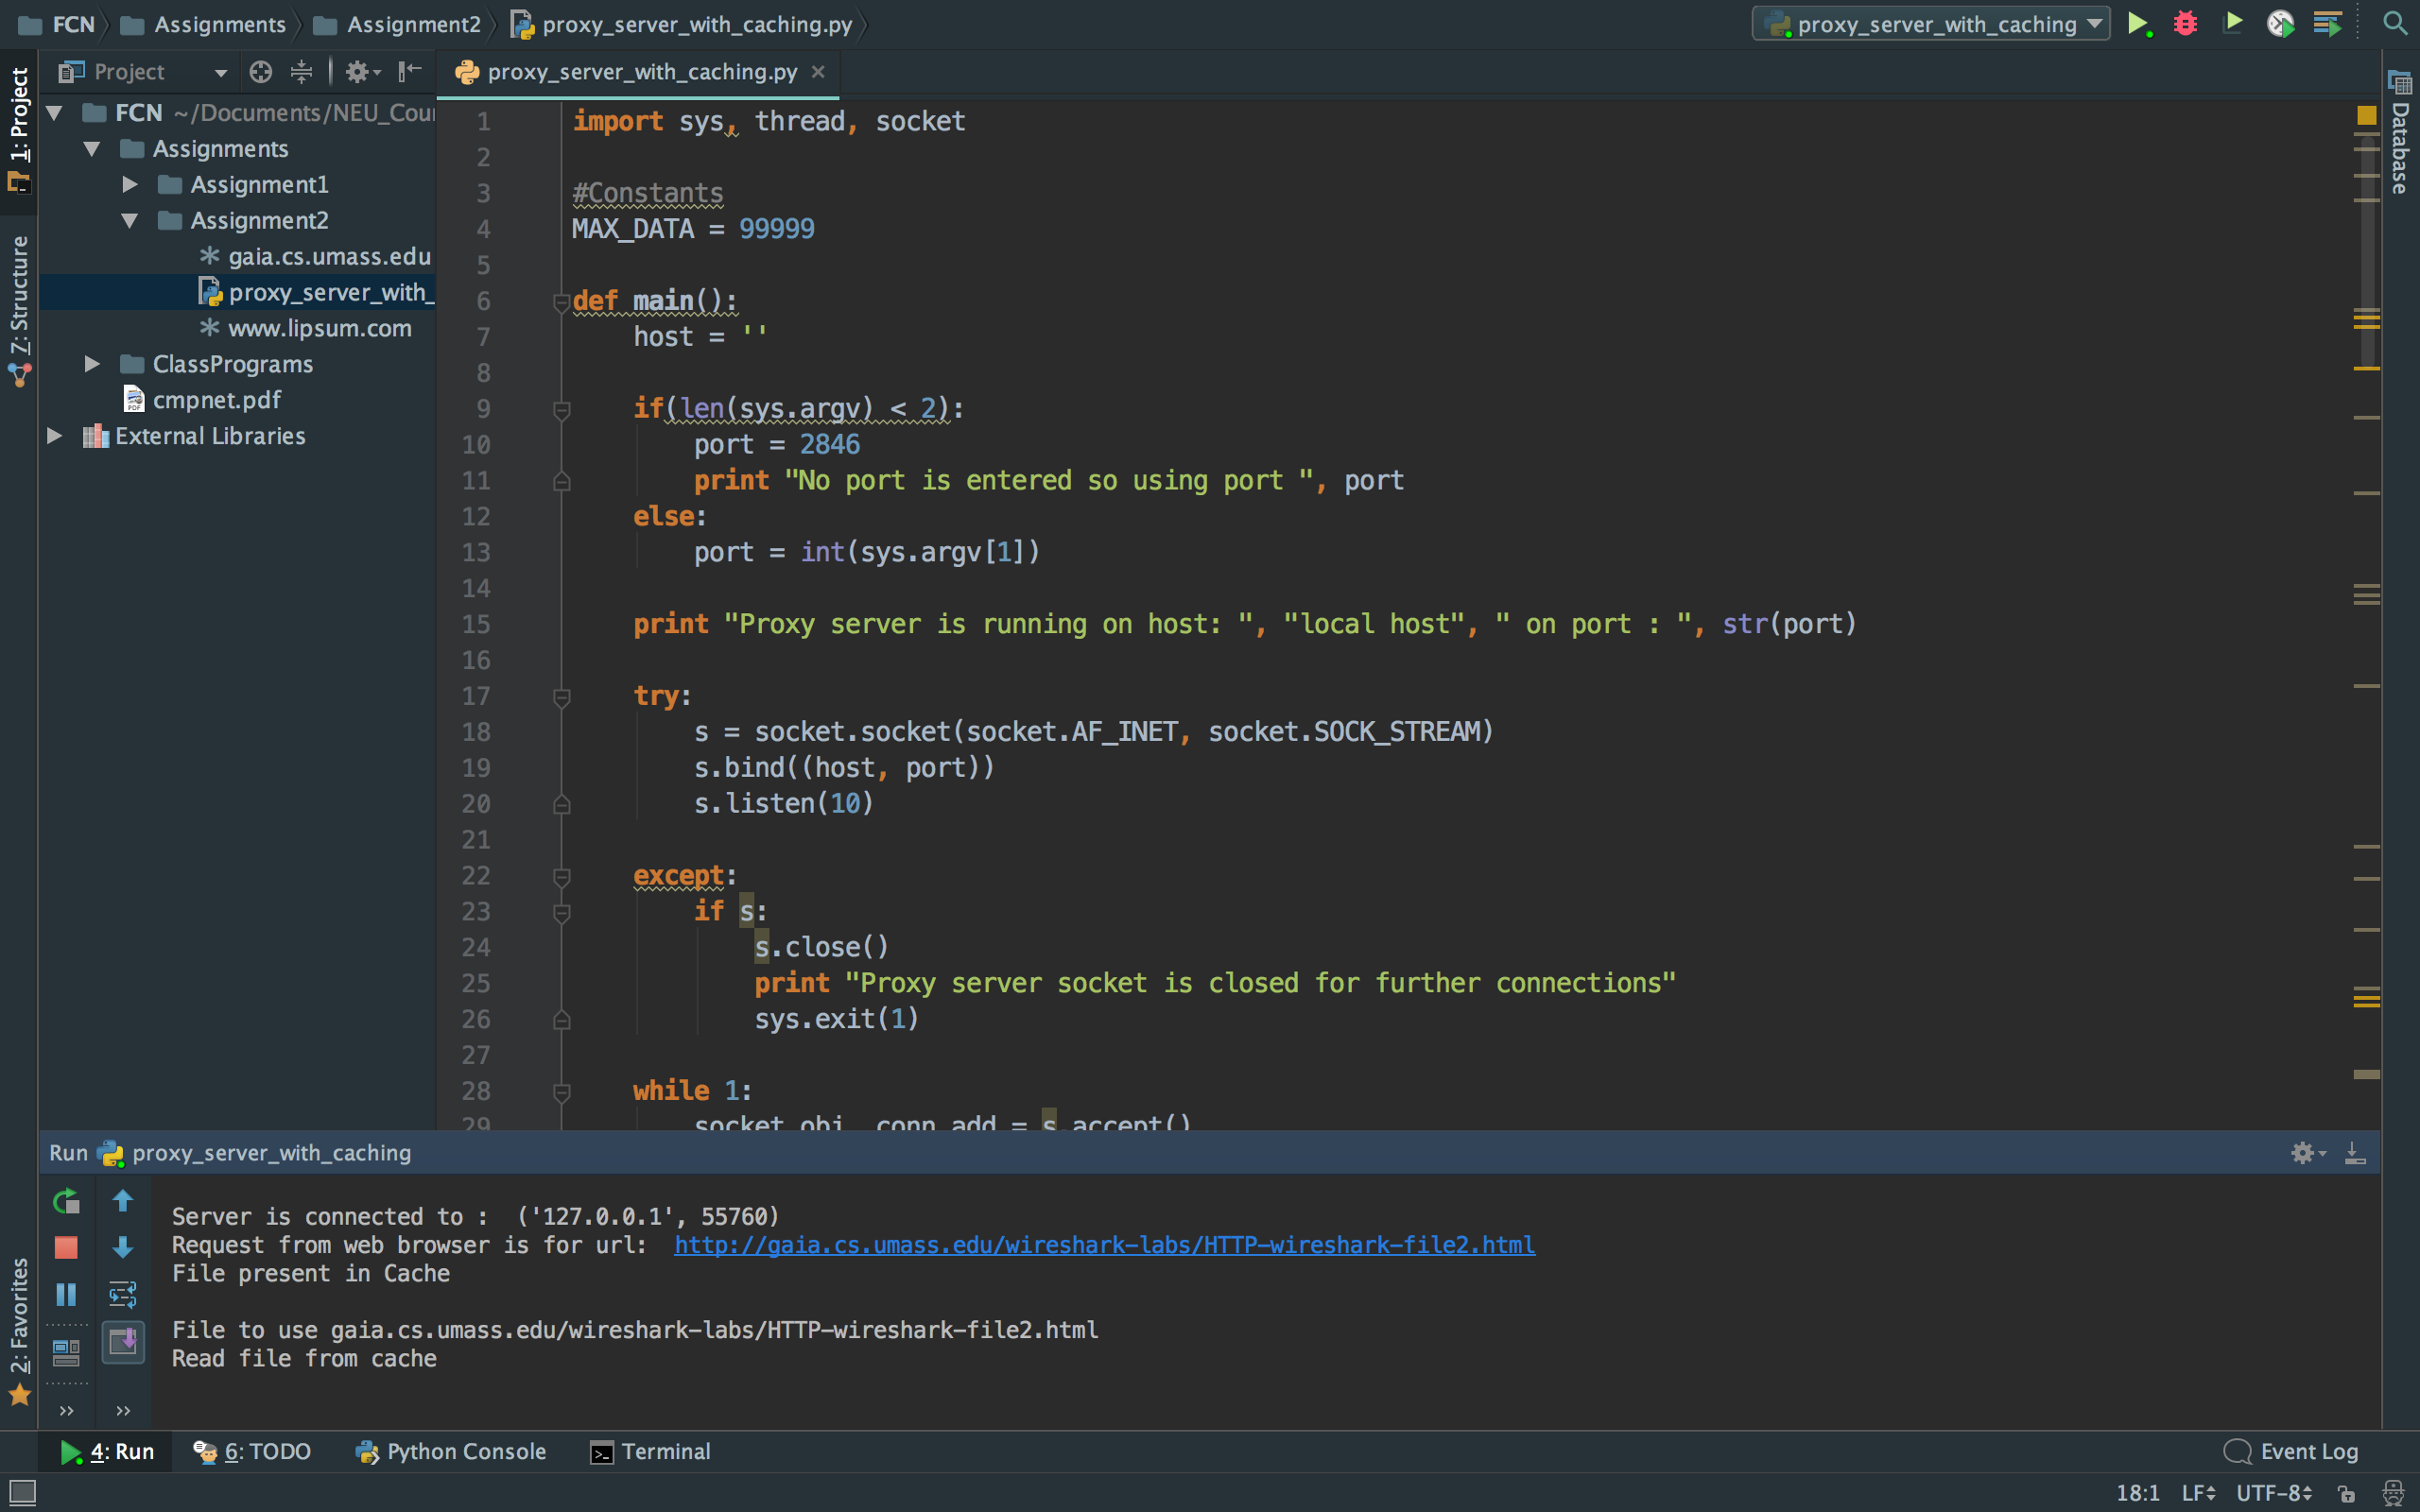 FCN Assignments Assignment2 proxy_server_with_caching.py
proxy_server_with_caching
1: Project
7: Structure
2: Favorites
Database
Project
FCN ~/Documents/NEU_Cour
Assignments
Assignment1
Assignment2
gaia.cs.umass.edu
proxy_server_with_
www.lipsum.com
ClassPrograms
cmpnet.pdf
External Libraries
proxy_server_with_caching.py
1 import sys, thread, socket
2
3 #Constants
4 MAX_DATA = 99999
5
6 def main():
7     host = ''
8
9     if(len(sys.argv) < 2):
10         port = 2846
11         print "No port is entered so using port ", port
12     else:
13         port = int(sys.argv[1])
14
15     print "Proxy server is running on host: ", "local host", " on port : ", str(port)
16
17     try:
18         s = socket.socket(socket.AF_INET, socket.SOCK_STREAM)
19         s.bind((host, port))
20         s.listen(10)
21
22     except:
23         if s:
24             s.close()
25             print "Proxy server socket is closed for further connections"
26             sys.exit(1)
27
28     while 1:
29         socket_obj, conn_add = s.accept()
Run proxy_server_with_caching
Server is connected to :  ('127.0.0.1', 55760)
Request from web browser is for url:  http://gaia.cs.umass.edu/wireshark-labs/HTTP-wireshark-file2.html
File present in Cache
File to use gaia.cs.umass.edu/wireshark-labs/HTTP-wireshark-file2.html
Read file from cache
4: Run 6: TODO Python Console Terminal Event Log
18:1 LF UTF-8